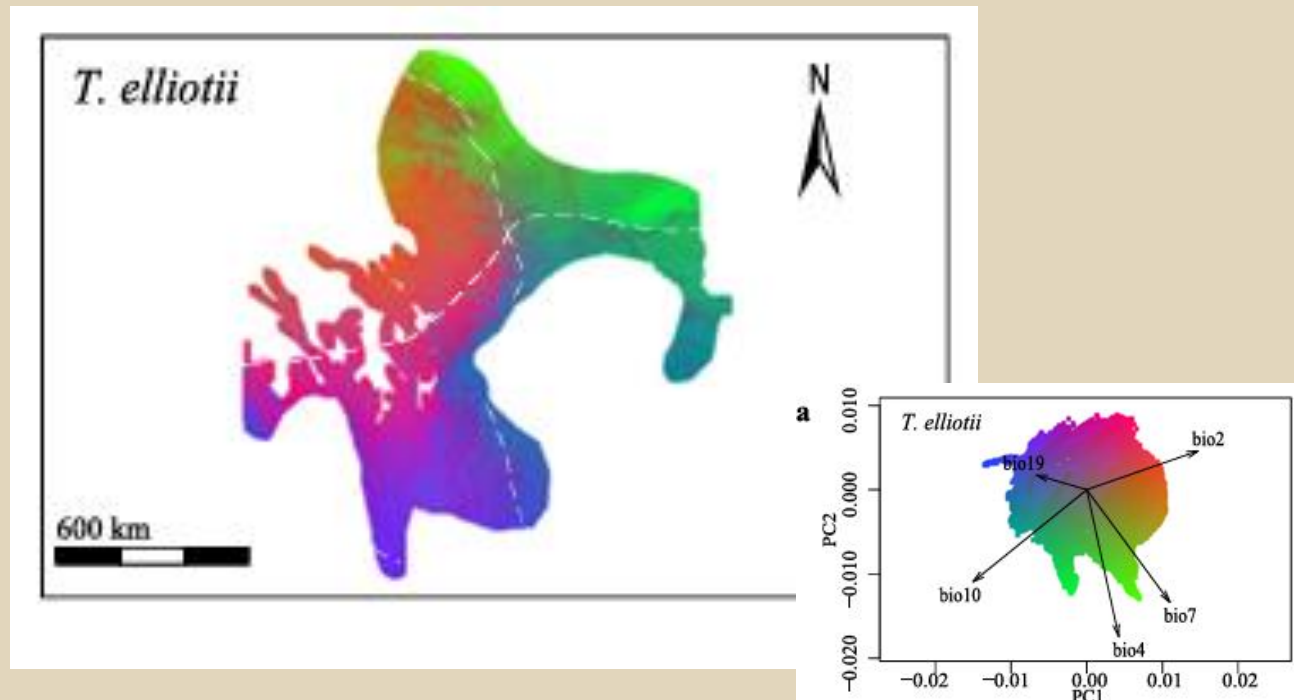 T. elliotii
N
600 km
a
T. elliotii
0.010
0.000
−0.010
−0.020
PC2
bio2
bio19
bio10
bio7
bio4
−0.02 −0.01 0.00 0.01 0.02
PC1